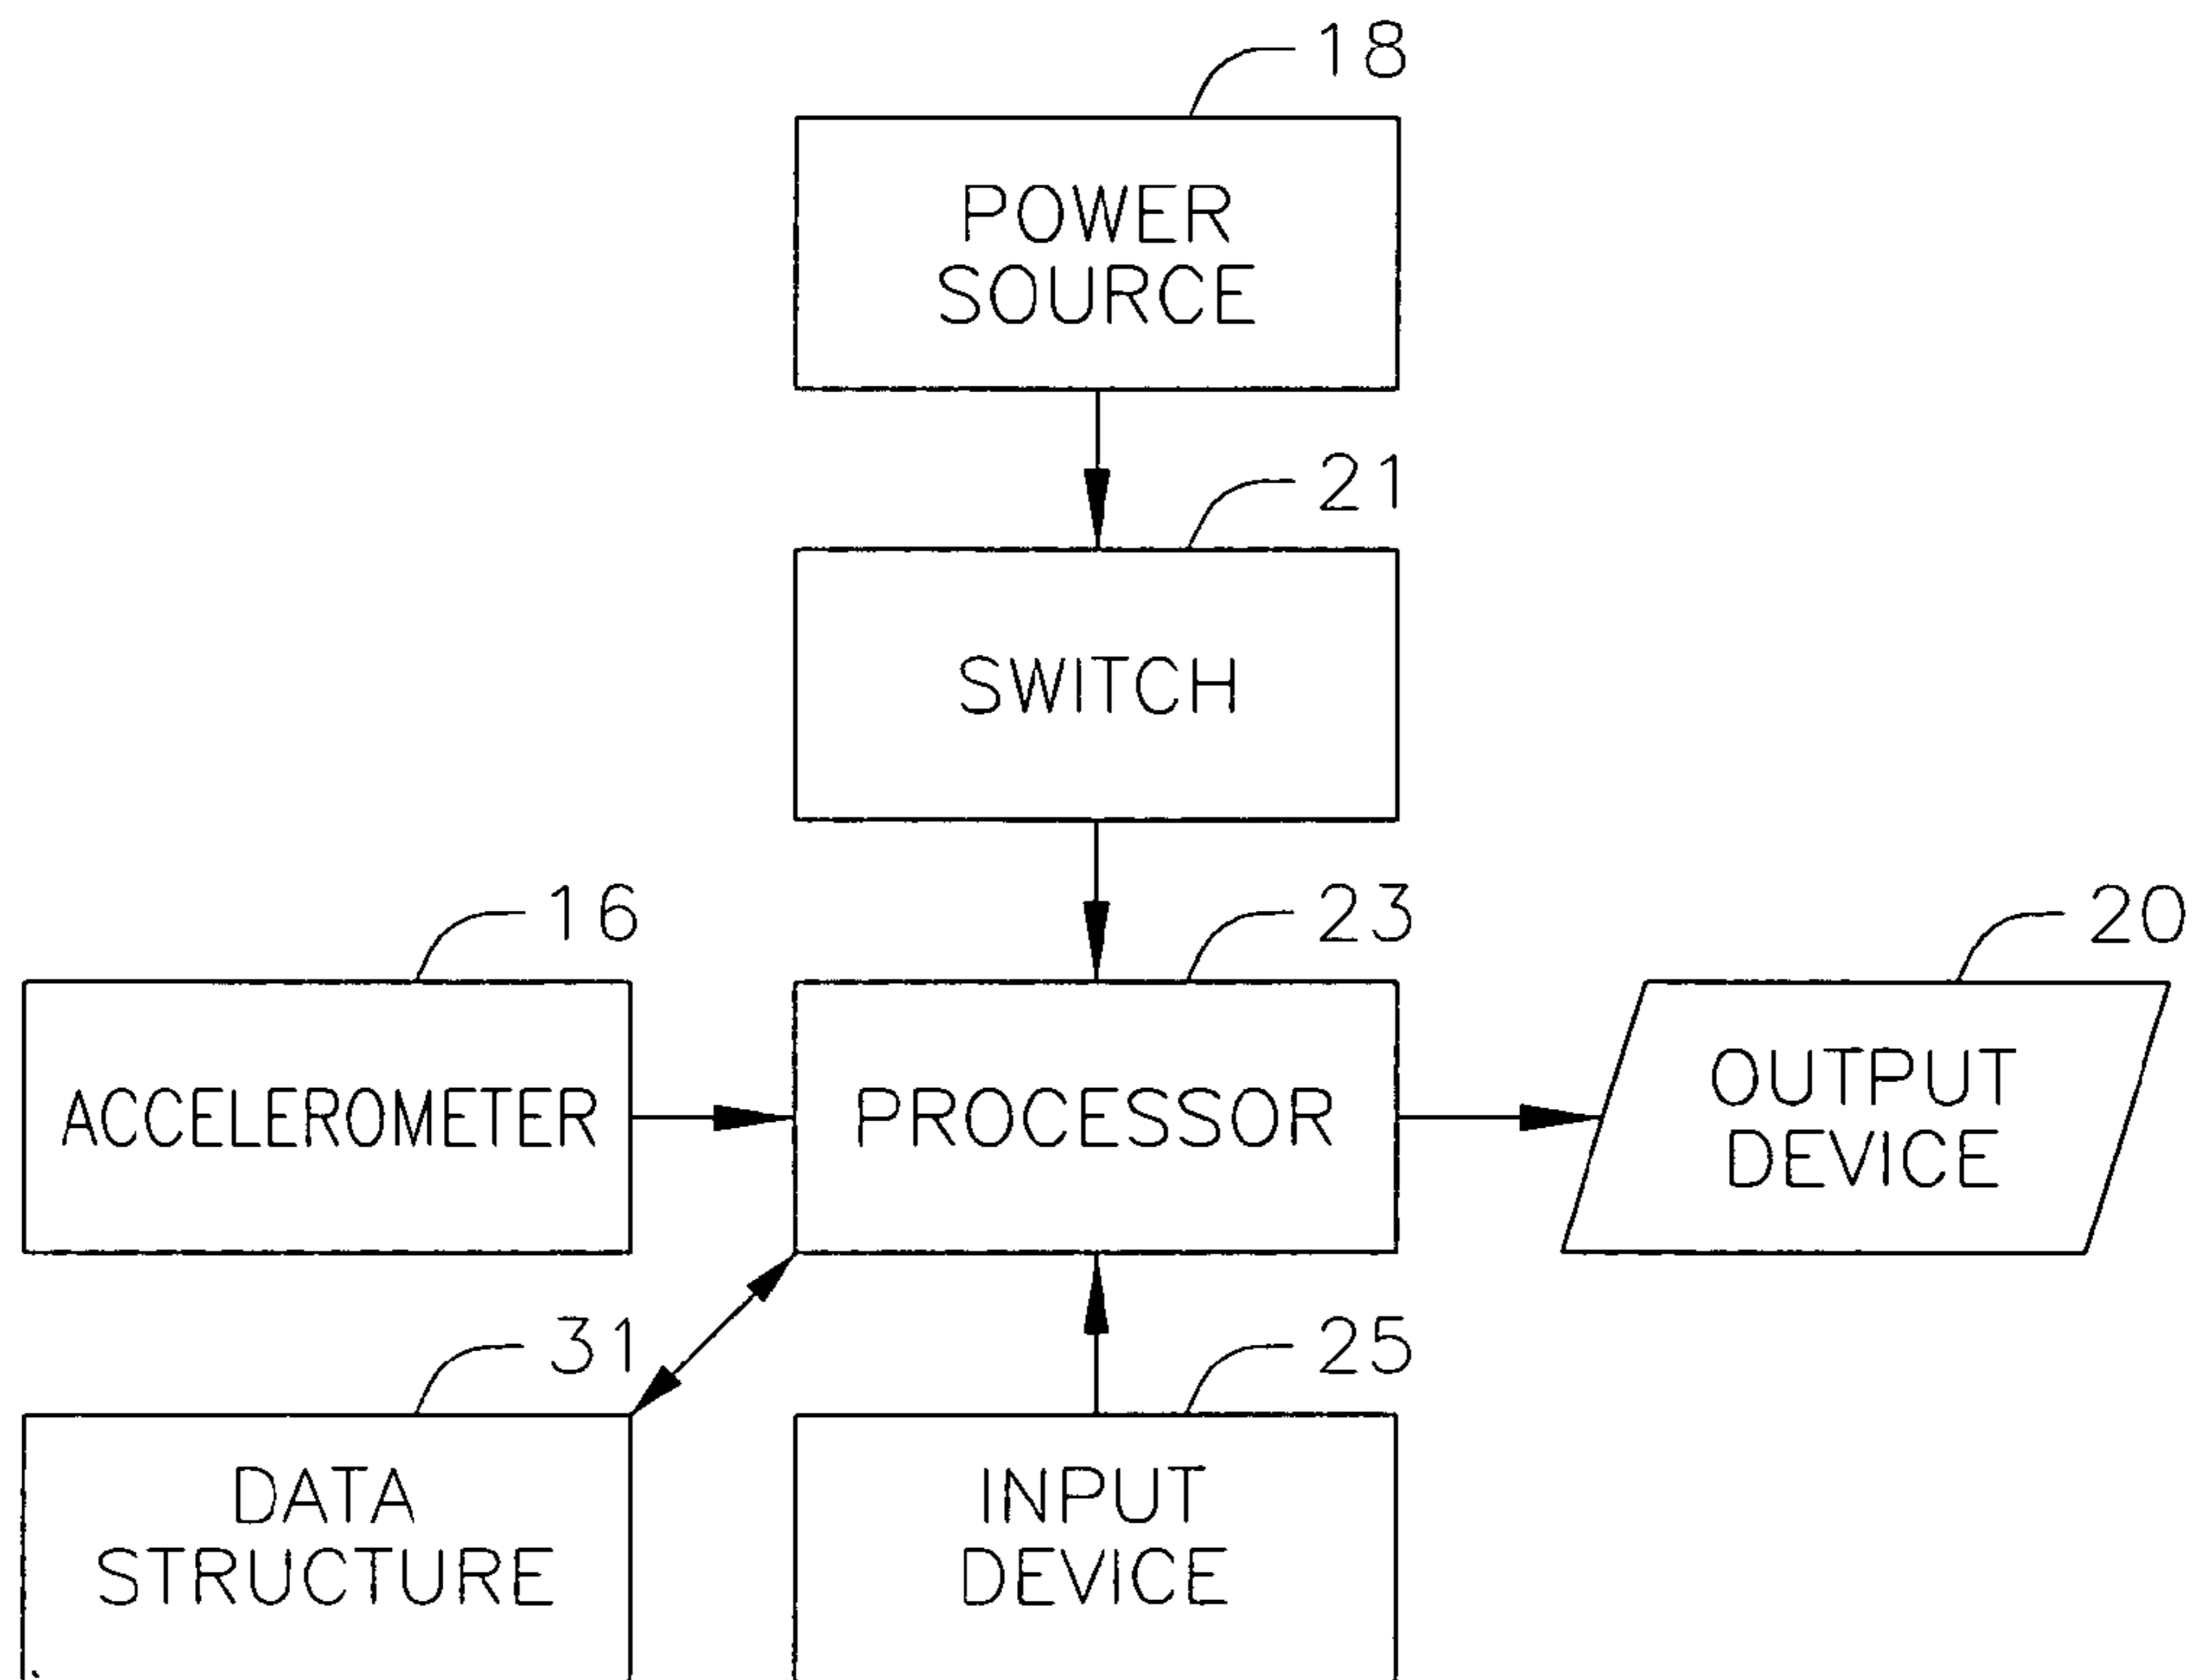 18
POWER
SOURCE
21
SWITCH
16
23
20
ACCELEROMETER
PROCESSOR
OUTPUT
DEVICE
31
25
DATA
STRUCTURE
INPUT
DEVICE